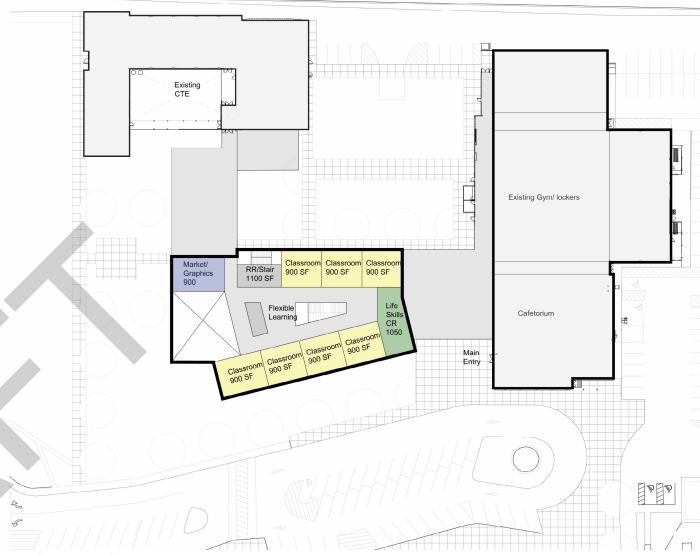 Existing
CTE
Existing Gym/ lockers
Market/
Graphics
900
RR/Stair
1100 SF
Classroom
900 SF
Classroom
900 SF
Classroom
900 SF
Flexible
Learning
Life
Skills
CR
1050
Cafetorium
Classroom
900 SF
Classroom
900 SF
Classroom
900 SF
Classroom
900 SF
Main
Entry